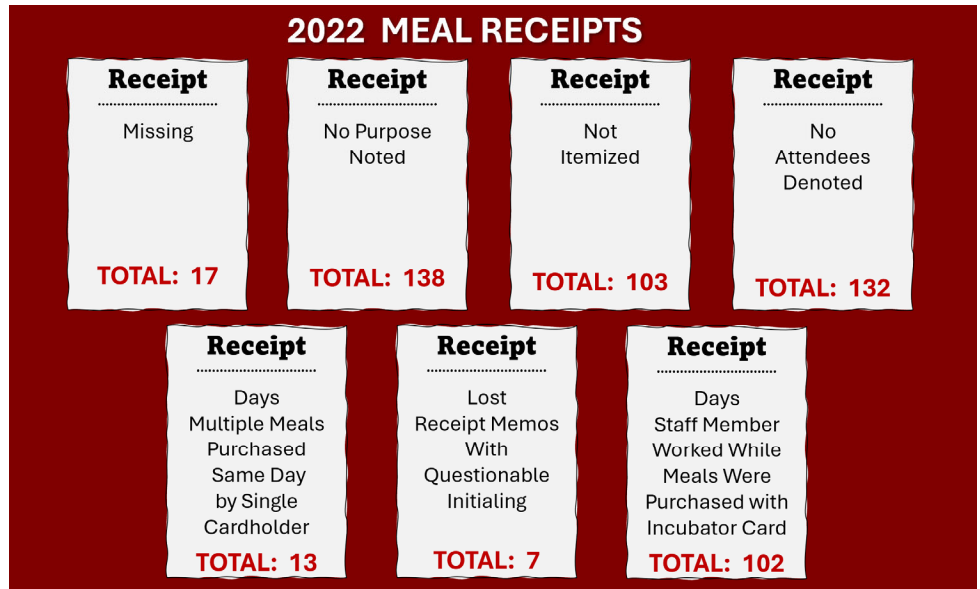 2022 MEAL RECEIPTS
Receipt
Missing
TOTAL: 17
Receipt
No Purpose
Noted
TOTAL: 138
Receipt
Not
Itemized
TOTAL: 103
Receipt
No
Attendees
Denoted
TOTAL: 132
Receipt
Days
Multiple Meals
Purchased
Same Day
by Single
Cardholder
TOTAL: 13
Receipt
Lost
Receipt Memos
With
Questionable
Initialing
TOTAL: 7
Receipt
Days
Staff Member
Worked While
Meals Were
Purchased with
Incubator Card
TOTAL: 102